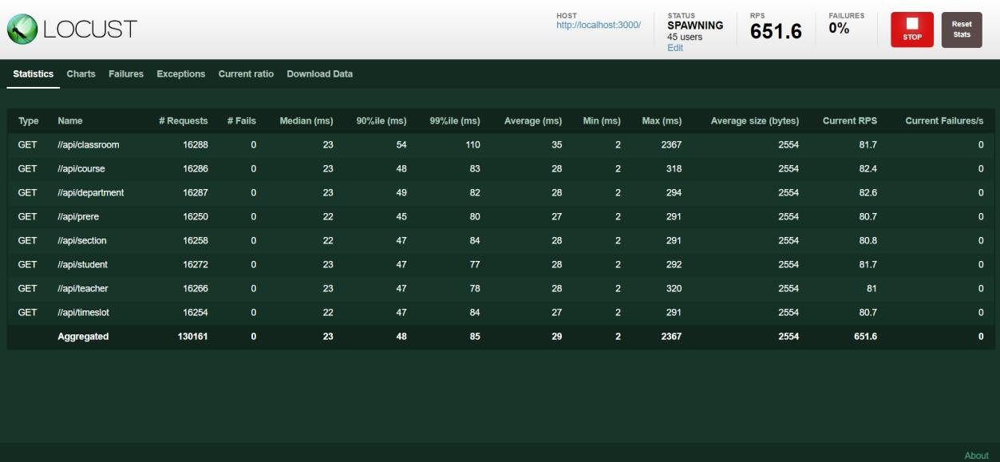 LOCUST
HOST
http://localhost:3000/
STATUS
SPAWNING
45 users
Edit
RPS
651.6
FAILURES
0%
STOP
Reset
Stats
Statistics Charts Failures Exceptions Current ratio Download Data
Type Name # Requests # Fails Median (ms) 90%ile (ms) 99%ile (ms) Average (ms) Min (ms) Max (ms) Average size (bytes) Current RPS Current Failures/s
GET //api/classroom 16288 0 23 54 110 35 2 2367 2554 81.7 0
GET //api/course 16286 0 23 48 83 28 2 318 2554 82.4 0
GET //api/department 16287 0 23 49 82 28 2 294 2554 82.6 0
GET //api/prere 16250 0 22 45 80 27 2 291 2554 80.7 0
GET //api/section 16258 0 22 47 84 28 2 291 2554 80.8 0
GET //api/student 16272 0 23 47 77 28 2 292 2554 81.7 0
GET //api/teacher 16266 0 23 47 78 28 2 320 2554 81 0
GET //api/timeslot 16254 0 22 47 84 27 2 291 2554 80.7 0
Aggregated 130161 0 23 48 85 29 2 2367 2554 651.6 0
About